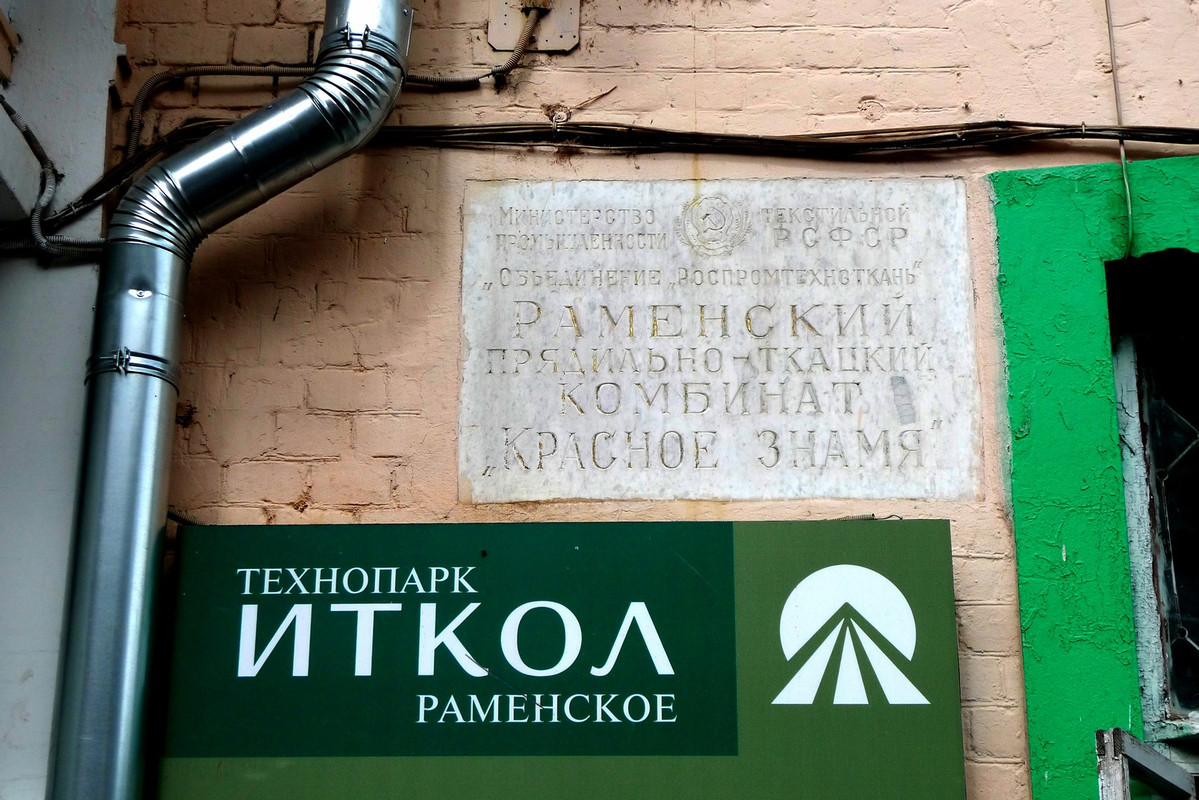 Министерство текстильной
промышленности РСФСР
„Объединение „Роспромтехноткань"
Раменский
прядильно-ткацкий
комбинат
„Красное знамя"
ТЕХНОПАРК
ИТКОЛ
РАМЕНСКОЕ